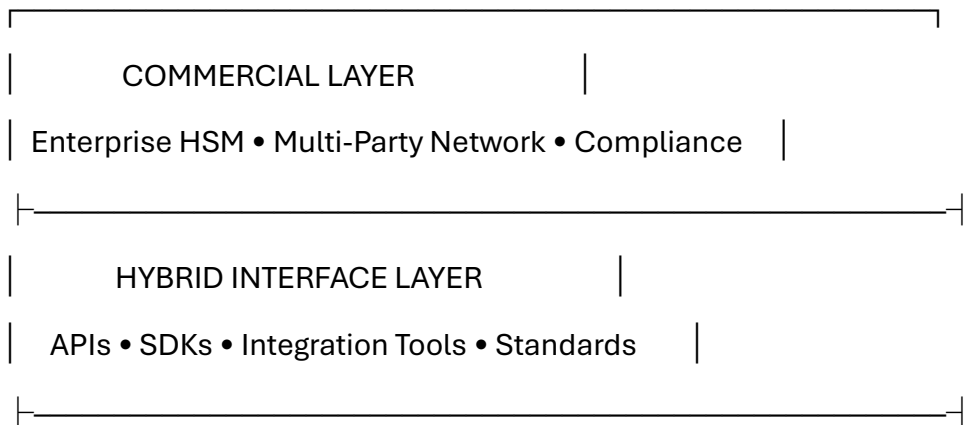 COMMERCIAL LAYER
Enterprise HSM • Multi-Party Network • Compliance
HYBRID INTERFACE LAYER
APIs • SDKs • Integration Tools • Standards